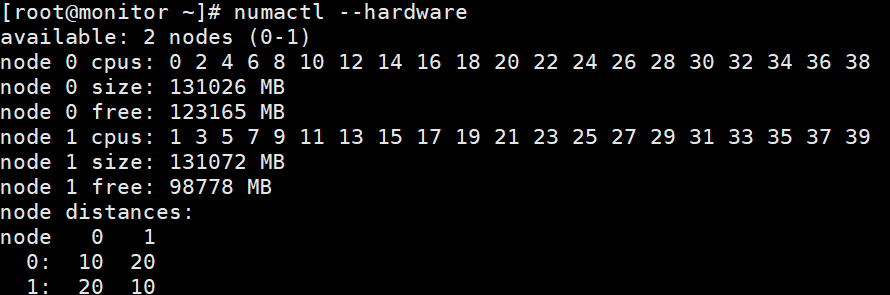 [root@monitor ~]# numactl --hardware
available: 2 nodes (0-1)
node 0 cpus: 0 2 4 6 8 10 12 14 16 18 20 22 24 26 28 30 32 34 36 38
node 0 size: 131026 MB
node 0 free: 123165 MB
node 1 cpus: 1 3 5 7 9 11 13 15 17 19 21 23 25 27 29 31 33 35 37 39
node 1 size: 131072 MB
node 1 free: 98778 MB
node distances:
node   0   1
  0:  10  20
  1:  20  10